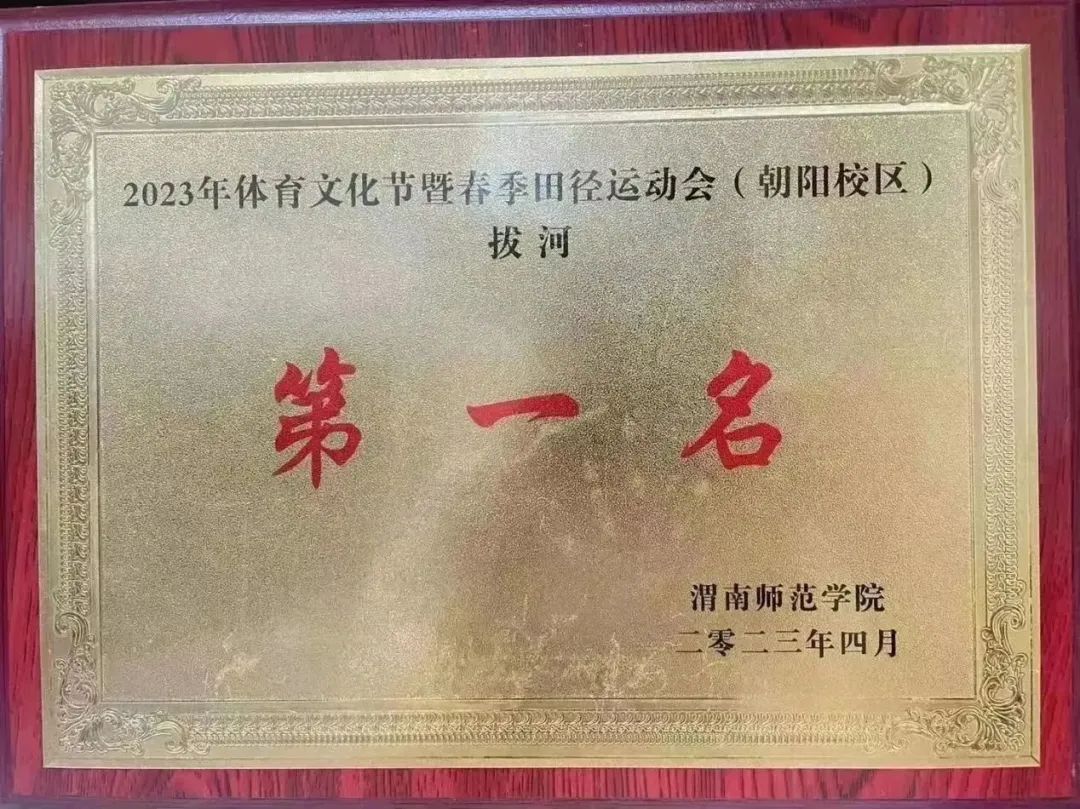 2023年体育文化节暨春季田径运动会（朝阳校区）
拔河
第一名
渭南师范学院
二零二三年四月